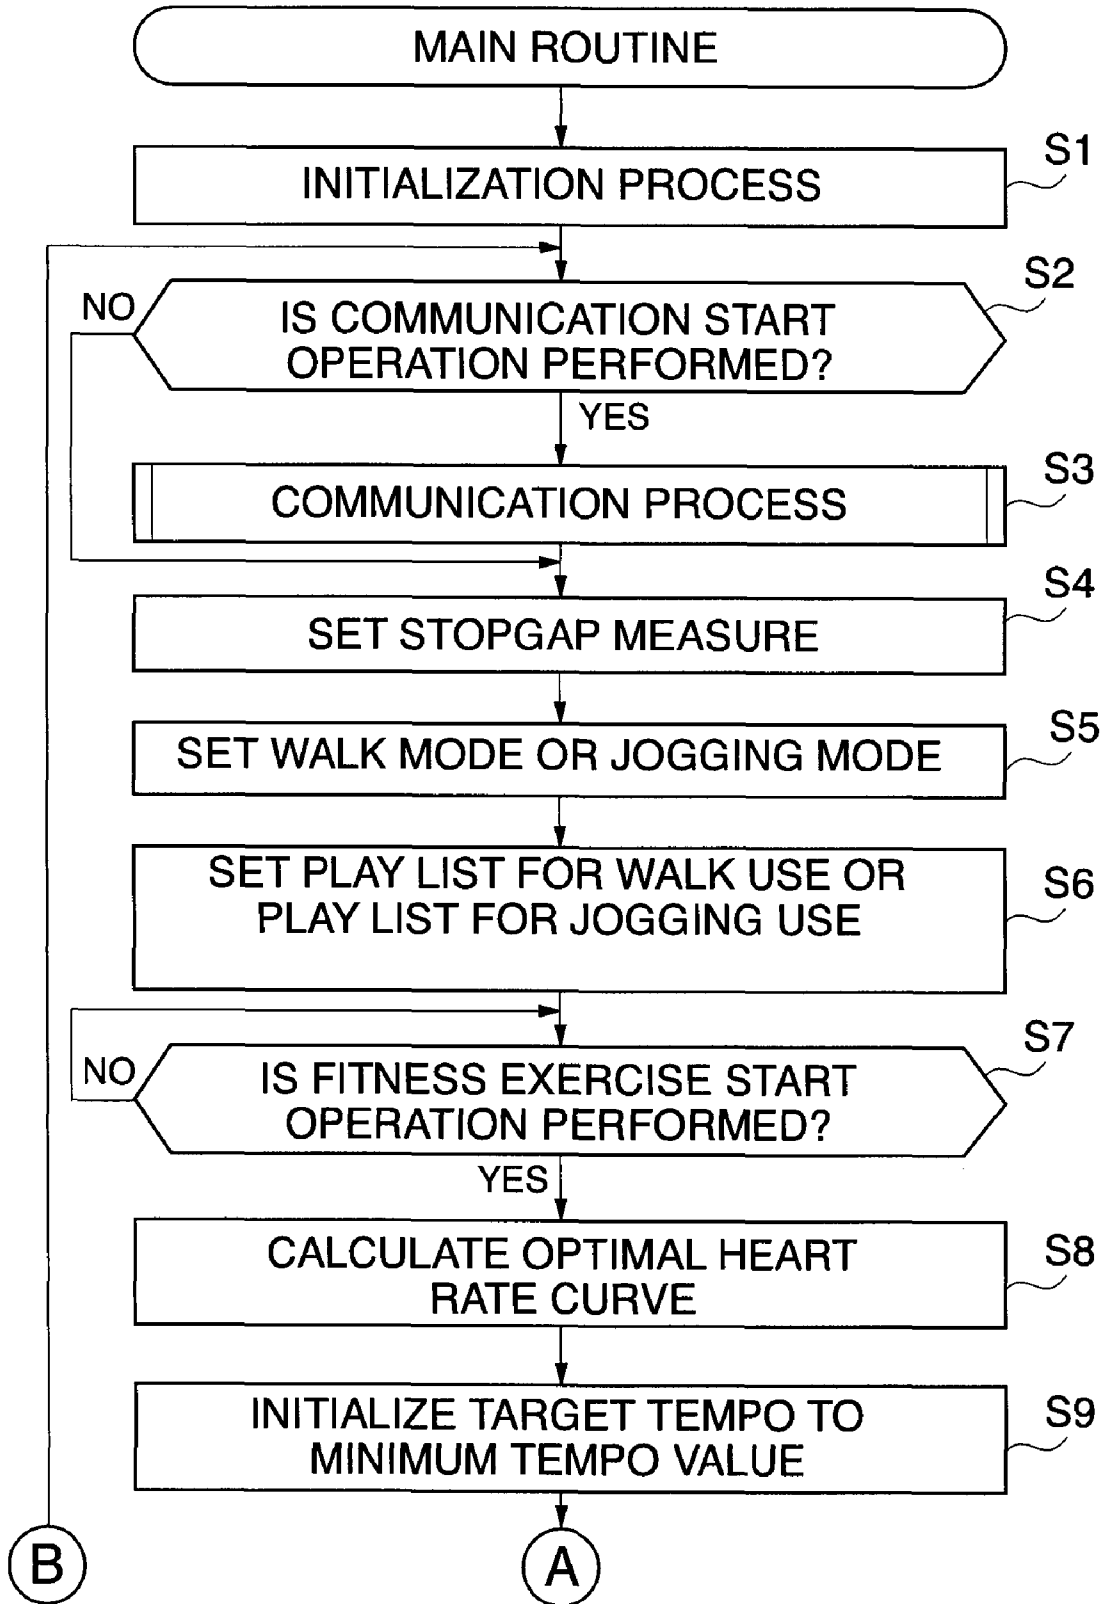 MAIN ROUTINE
S1
INITIALIZATION PROCESS
S2
NO
IS COMMUNICATION START
OPERATION PERFORMED?
YES
S3
COMMUNICATION PROCESS
S4
SET STOPGAP MEASURE
S5
SET WALK MODE OR JOGGING MODE
SET PLAY LIST FOR WALK USE OR
S6
PLAY LIST FOR JOGGING USE
S7
NO
IS FITNESS EXERCISE START
OPERATION PERFORMED?
YES
CALCULATE OPTIMAL HEART
S8
RATE CURVE
INITIALIZE TARGET TEMPO TO
S9
MINIMUM TEMPO VALUE
B
A